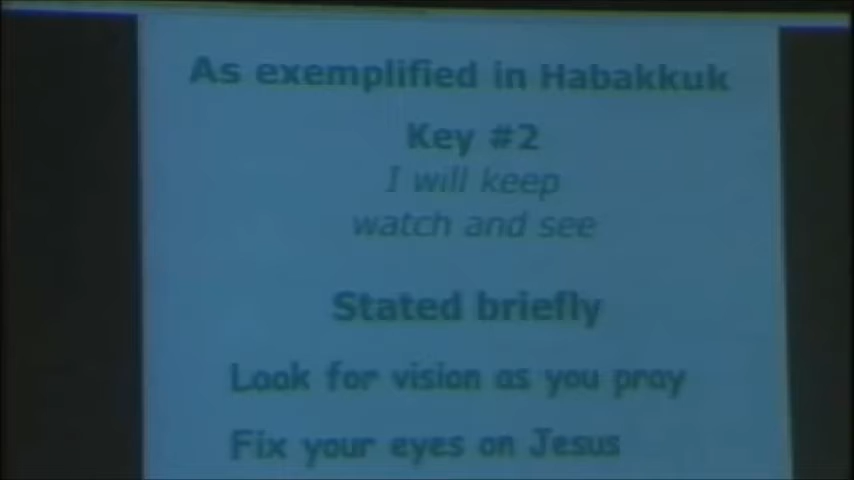 As exemplified in Habakkuk
Key #2
I will keep
watch and see
Stated briefly
Look for vision as you pray
Fix your eyes on Jesus